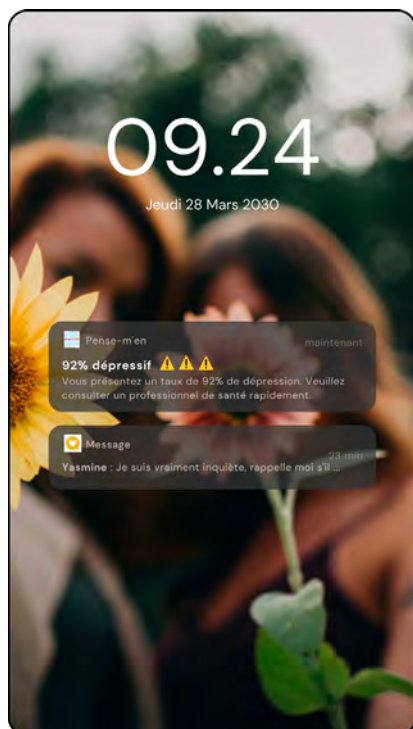 09.24
Jeudi 28 Mars 2030
Pense-m'en
maintenant
92% dépressif ⚠️ ⚠️ ⚠️
Vous présentez un taux de 92% de dépression. Veuillez
consulter un professionnel de santé rapidement.
Message
23 min
Yasmine : Je suis vraiment inquiète, rappelle moi s'il ...